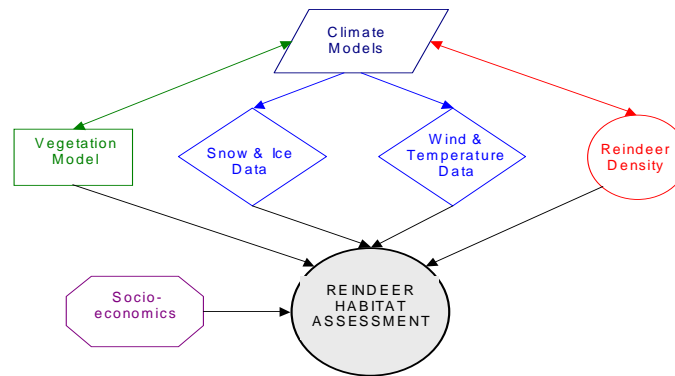 Climate
Models
Vegetation
Model
Snow & Ice
Data
Wind &
Temperature
Data
Reindeer
Density
Socio-
economics
REINDEER
HABITAT
ASSESSMENT